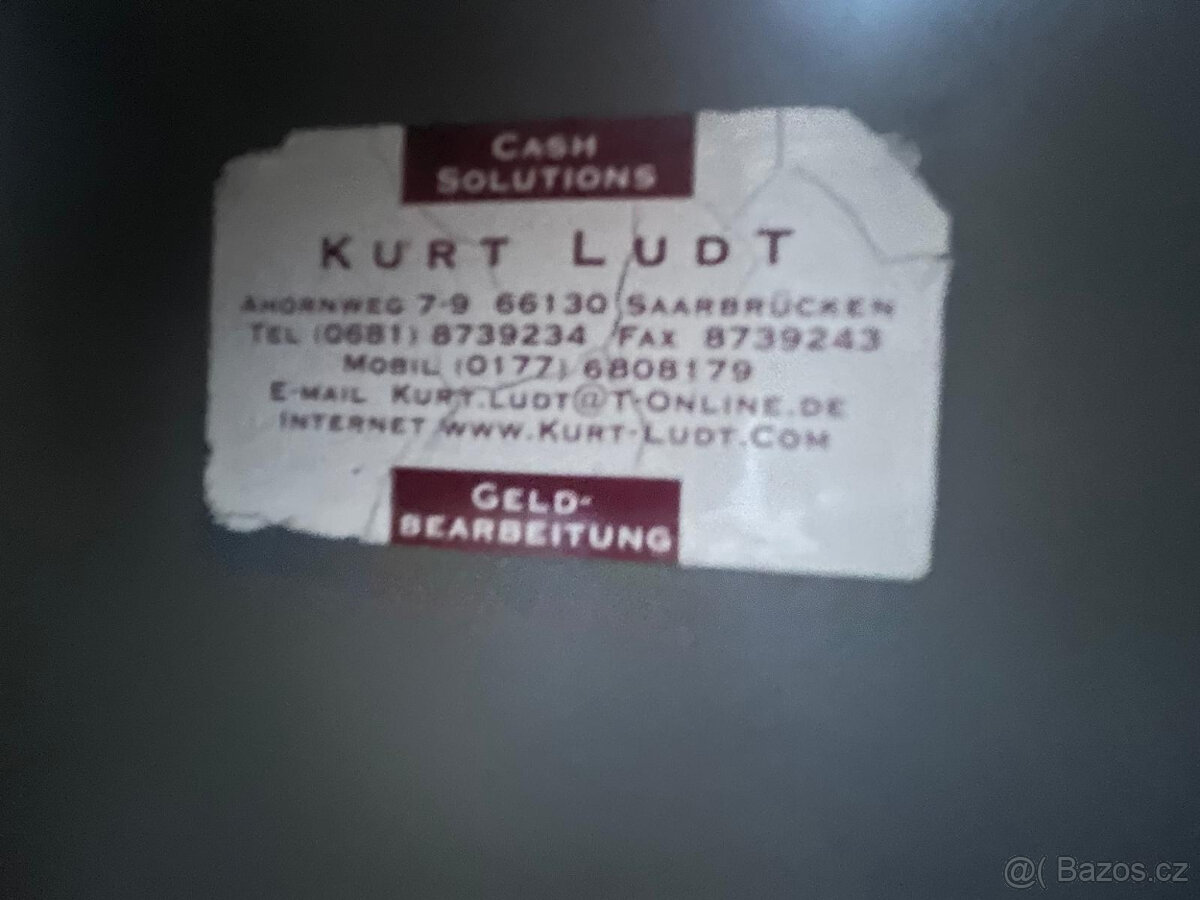 CASH
SOLUTIONS
KURT LUDT
AHORNWEG 7-9 66130 SAARBRÜCKEN
TEL (0681) 8739234 FAX 8739243
MOBIL (0177) 6808179
E-MAIL KURT.LUDT@T-ONLINE.DE
INTERNET WWW.KURT-LUDT.COM
GELD-
BEARBEITUNG
@( Bazos.cz